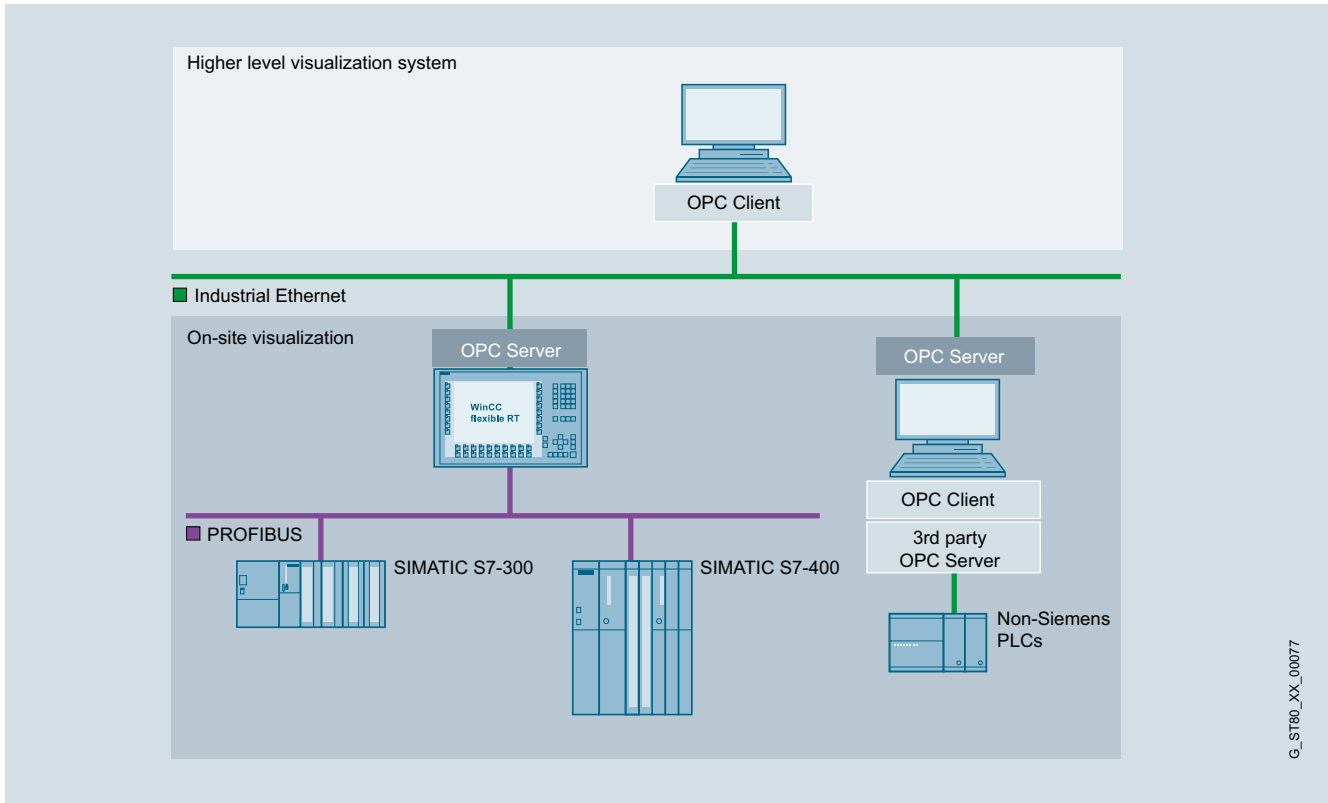 Higher level visualization system
OPC Client
Industrial Ethernet
On-site visualization
OPC Server
OPC Server
WinCC
flexible RT
OPC Client
PROFIBUS
3rd party
OPC Server
SIMATIC S7-300
SIMATIC S7-400
Non-Siemens
PLCs
G_ST80_XX_00077